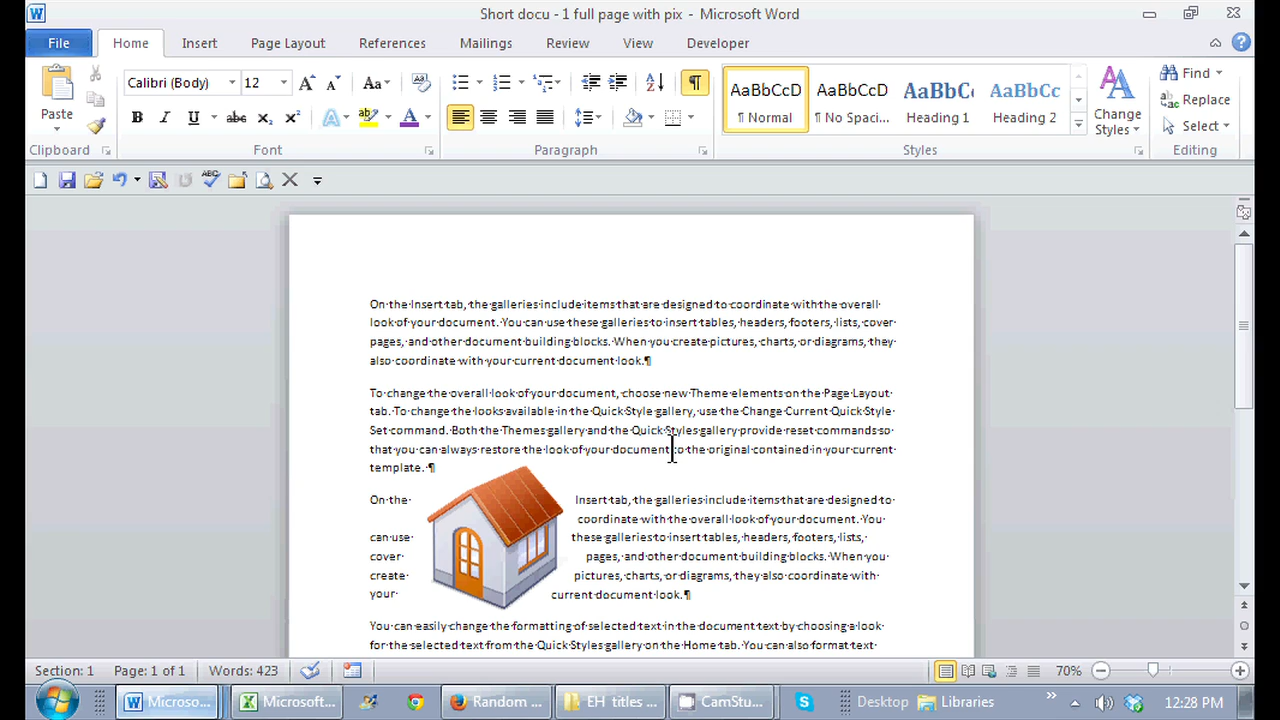 Short docu - 1 full page with pix - Microsoft Word
File Home Insert Page Layout References Mailings Review View Developer
Calibri (Body) 12 Aa
Paste
B I U abc X₂ X² A A
AaBbCcD AaBbCcD AaBbCc AaBbCc
¶ Normal ¶ No Spaci... Heading 1 Heading 2
Change Styles
Find
Replace
Select
Clipboard Font Paragraph Styles Editing
ABC
On the Insert tab, the galleries include items that are designed to coordinate with the overall
look of your document. You can use these galleries to insert tables, headers, footers, lists, cover
pages, and other document building blocks. When you create pictures, charts, or diagrams, they
also coordinate with your current document look.¶
To change the overall look of your document, choose new Theme elements on the Page Layout
tab. To change the looks available in the Quick Style gallery, use the Change Current Quick Style
Set command. Both the Themes gallery and the Quick Styles gallery provide reset commands so
that you can always restore the look of your document to the original contained in your current
template. ¶
On the Insert tab, the galleries include items that are designed to
coordinate with the overall look of your document. You
can use these galleries to insert tables, headers, footers, lists,
cover pages, and other document building blocks. When you
create pictures, charts, or diagrams, they also coordinate with
your current document look.¶
You can easily change the formatting of selected text in the document text by choosing a look
for the selected text from the Quick Styles gallery on the Home tab. You can also format text
Section: 1 Page: 1 of 1 Words: 423 70%
Microso... Microsoft... Random ... EH titles ... CamStu... Desktop Libraries 12:28 PM